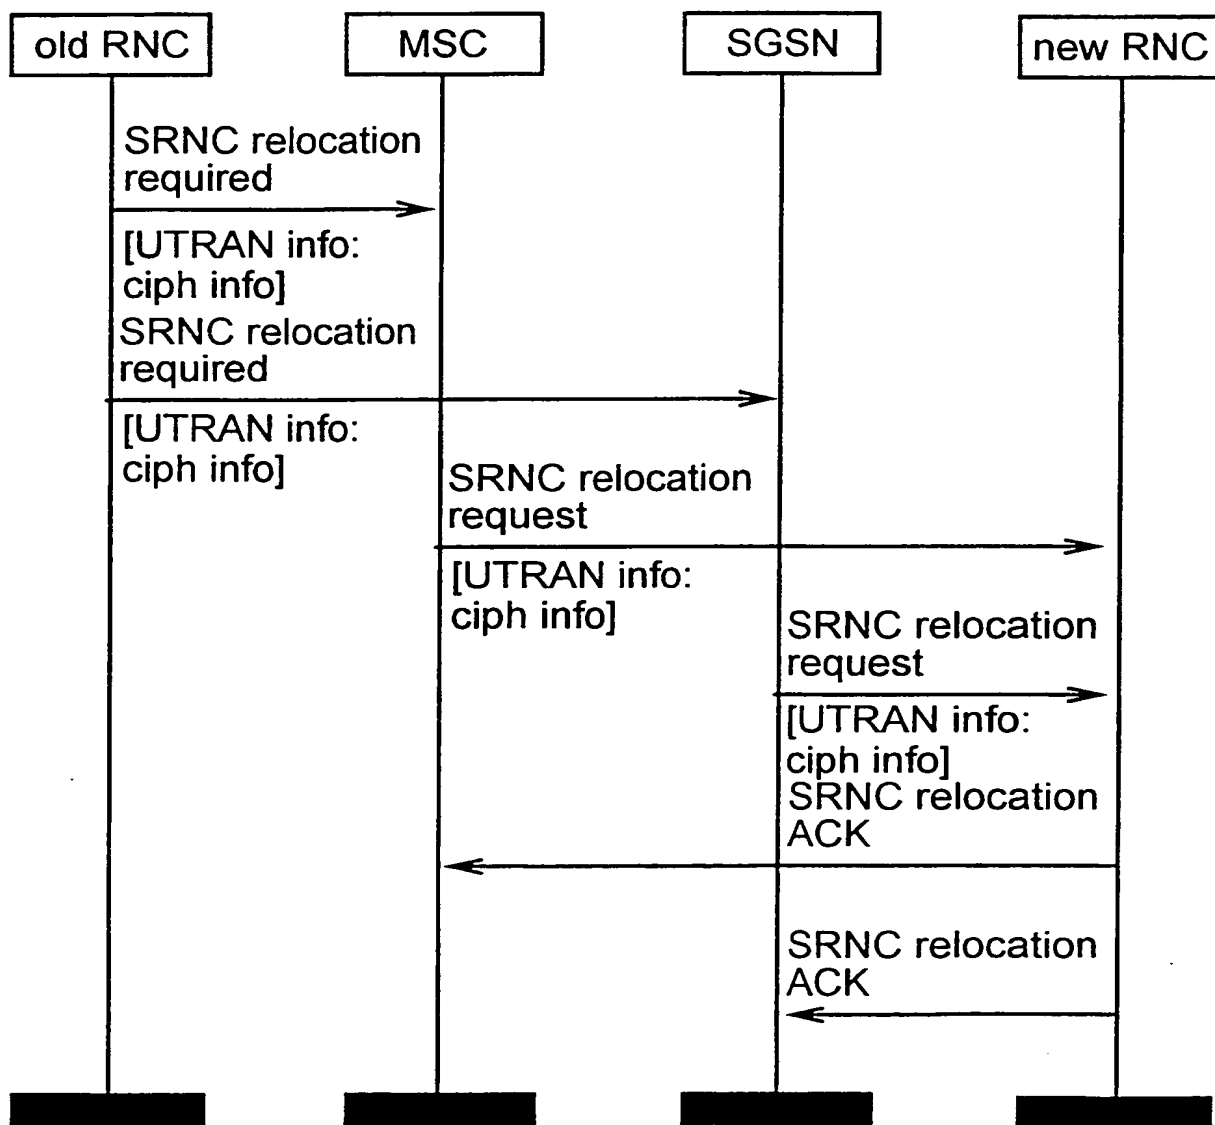 old RNC
MSC
SGSN
new RNC
SRNC relocation
required
[UTRAN info:
ciph info]
SRNC relocation
required
[UTRAN info:
ciph info]
SRNC relocation
request
[UTRAN info:
ciph info]
SRNC relocation
request
[UTRAN info:
ciph info]
SRNC relocation
ACK
SRNC relocation
ACK